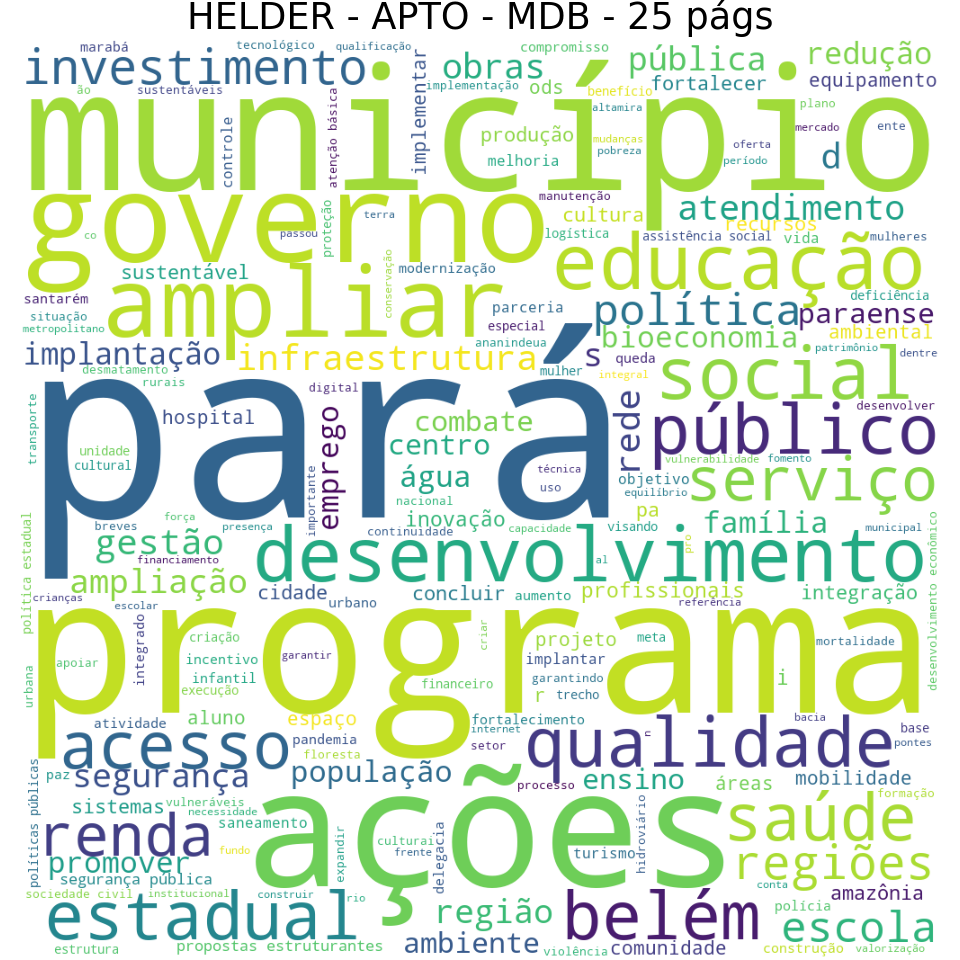 HELDER - APTO - MDB - 25 págs
marabá
tecnológico
qualificação
compromisso
investimento
implementar
obras
pública
redução
ão
sustentáveis
implementação
ods
benefício
fortalecer
equipamento
município
controle
atenção básica
produção
melhoria
altamira
mudanças
pobreza
plano
mercado
ente
oferta
período
d
governo
proteção
terra
passou
co
manutenção
cultura
logística
atendimento
recursos
assistência social
vida
mulheres
sustentável
modernização
conservação
educação
santarém
situação
metropolitano
ampliar
parceria
especial
ananindeua
política
deficiência
paraense
bioeconomia
ambiental
patrimônio
dentre
implantação
infraestrutura
s
queda
mulher
integral
social
desmatamento
rurais
transporte
pará
digital
hospital
emprego
combate
rede
público
desenvolver
unidade
cultural
centro
água
técnica
uso
vulnerabilidade
fomento
objetivo
equilíbrio
serviço
importante
nacional
inovação
pa
força
presença
breves
continuidade
capacidade
visando
família
municipal
política estadual
gestão
financiamento
desenvolvimento
al
pro
desenvolvimento econômico
ampliação
cidade
urbano
concluir
aumento
profissionais
referência
integração
crianças
escolar
programa
integrado
criação
garantir
criar
projeto
meta
mortalidade
apoiar
incentivo
infantil
execução
implantar
garantindo
financeiro
r
trecho
i
urbana
atividade
aluno
espaço
fortalecimento
internet
bacia
base
pontes
acesso
pandemia
floresta
setor
qualidade
paz
segurança
população
processo
ensino
áreas
mobilidade
formação
políticas públicas
sistemas
vulneráveis
necessidade
saneamento
ações
hidroviário
saúde
renda
expandir
culturai
frente
delegacia
turismo
fundo
promover
regiões
segurança pública
sociedade civil
institucional
construir
rio
conta
amazônia
estadual
região
belém
polícia
escola
estrutura
propostas estruturantes
ambiente
violência
comunidade
construção
valorização